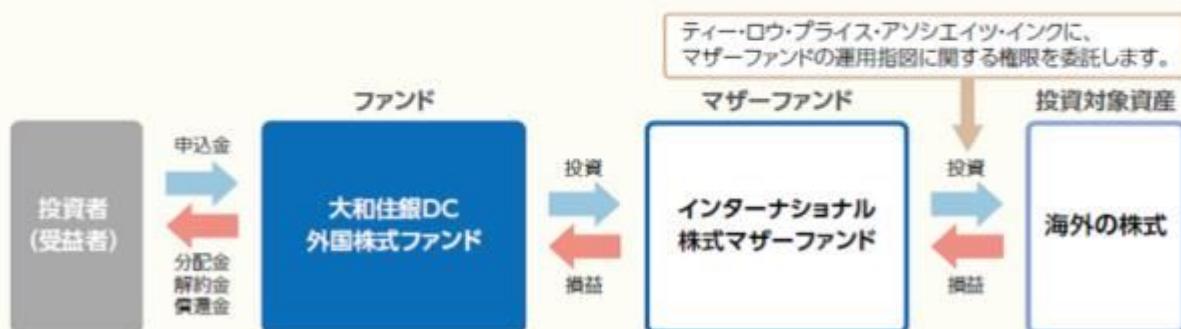 ティー・ロウ・プライス・アソシエイツ・インクに、
マザーファンドの運用指図に関する権限を委託します。
ファンド
マザーファンド
投資対象資産
投資者
(受益者)
申込金
分配金
解約金
償還金
大和住銀DC
外国株式ファンド
投資
損益
インターナショナル
株式マザーファンド
投資
損益
海外の株式